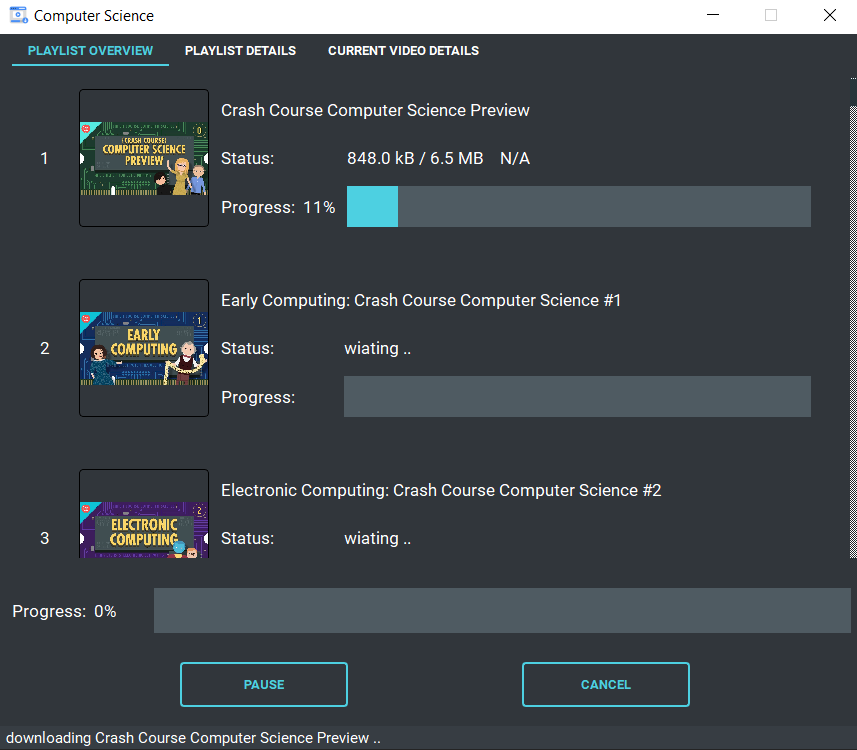 Computer Science
PLAYLIST OVERVIEW PLAYLIST DETAILS CURRENT VIDEO DETAILS
1
0
(CRASH COURSE)
COMPUTER SCIENCE
PREVIEW
Crash Course Computer Science Preview
Status: 848.0 kB / 6.5 MB N/A
Progress: 11%
2
1
EARLY
COMPUTING
Early Computing: Crash Course Computer Science #1
Status: wiating ..
Progress:
3
2
ELECTRONIC
COMPUTING
Electronic Computing: Crash Course Computer Science #2
Status: wiating ..
Progress: 0%
PAUSE CANCEL
downloading Crash Course Computer Science Preview ..